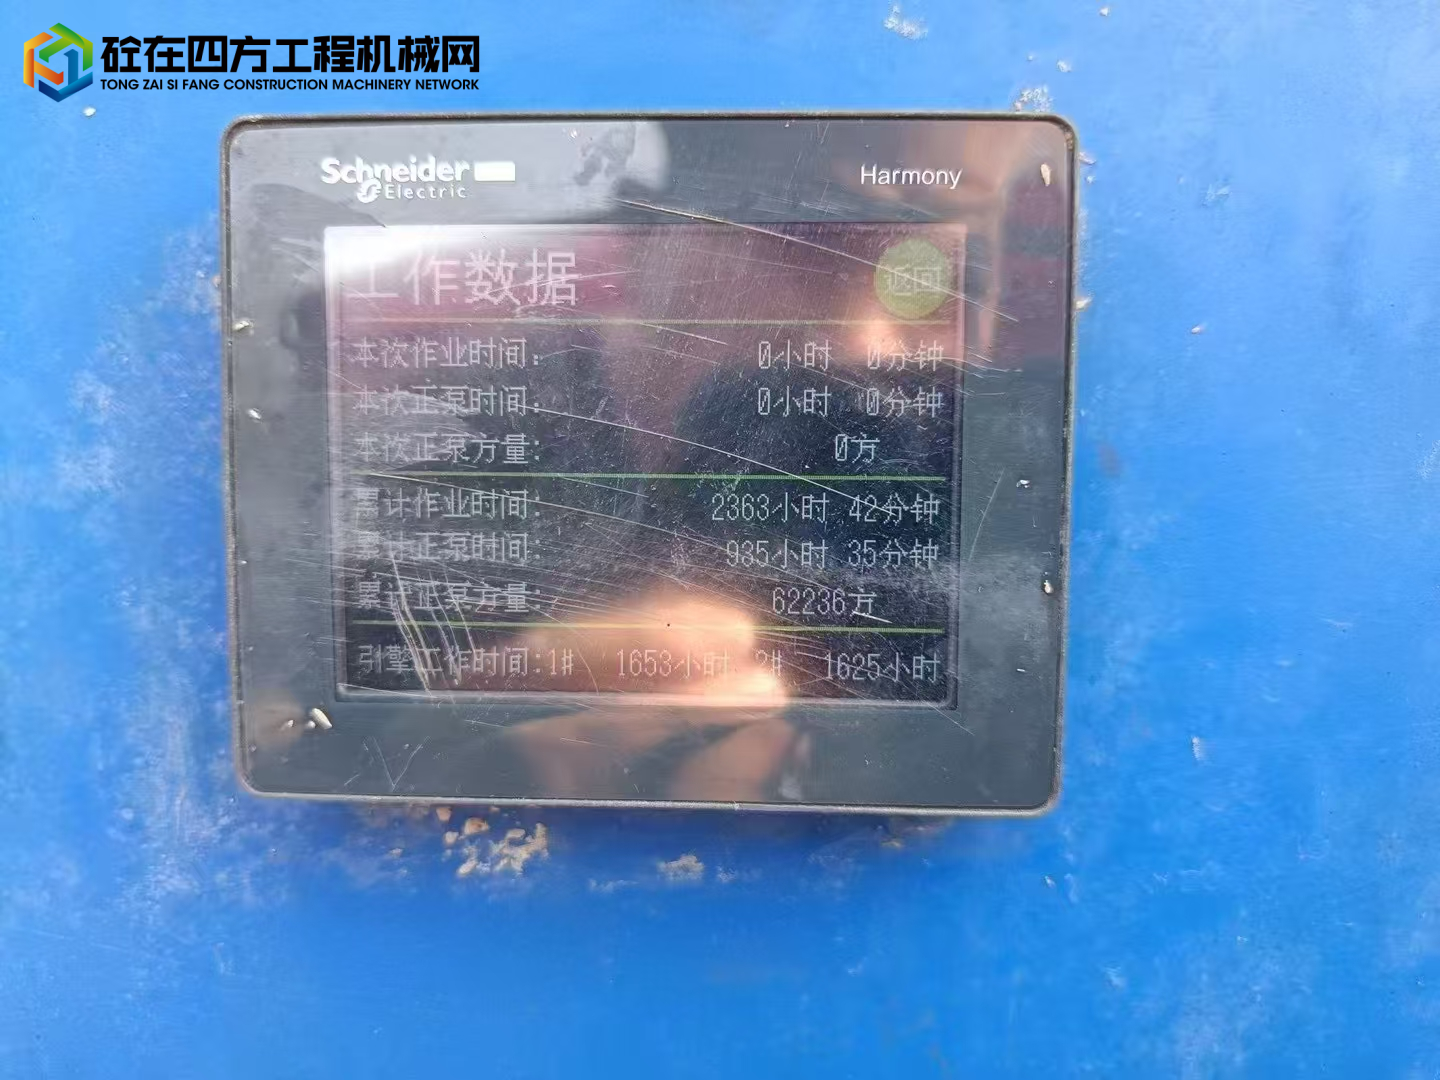 砼在四方工程机械网
TONG ZAI SI FANG CONSTRUCTION MACHINERY NETWORK
Schneider
Electric
Harmony
工作数据
返回
本次作业时间: 0小时 0分钟
本次正泵时间: 0小时 0分钟
本次正泵方量: 0方
累计作业时间: 2363小时 42分钟
累计正泵时间: 935小时 35分钟
累计正泵方量: 62236方
引擎工作时间:1# 1653小时 2# 1625小时